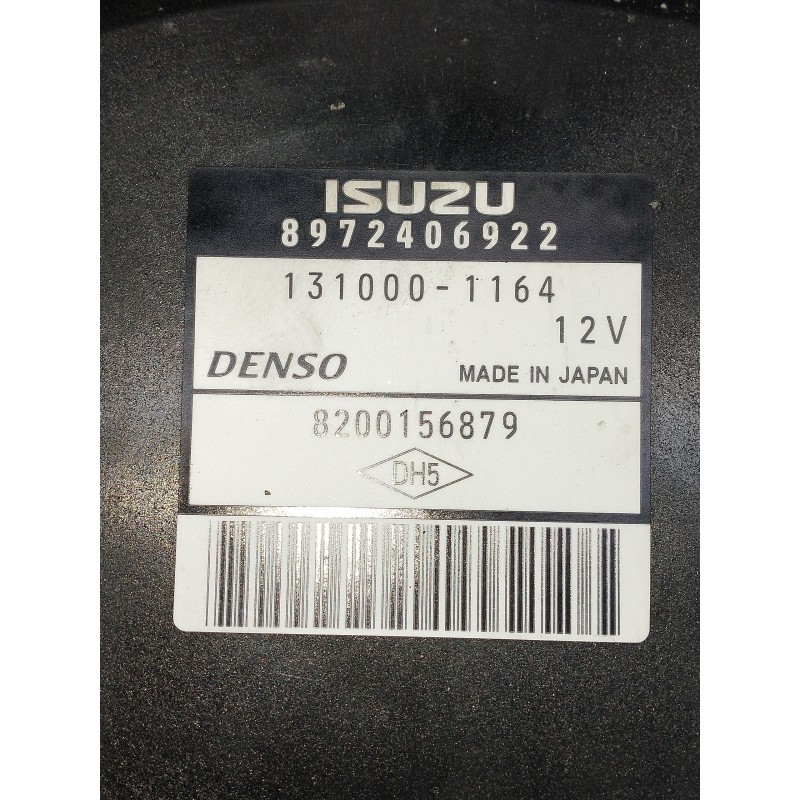 ISUZU
8972406922
131000-1164
12V
DENSO MADE IN JAPAN
8200156879
DH5